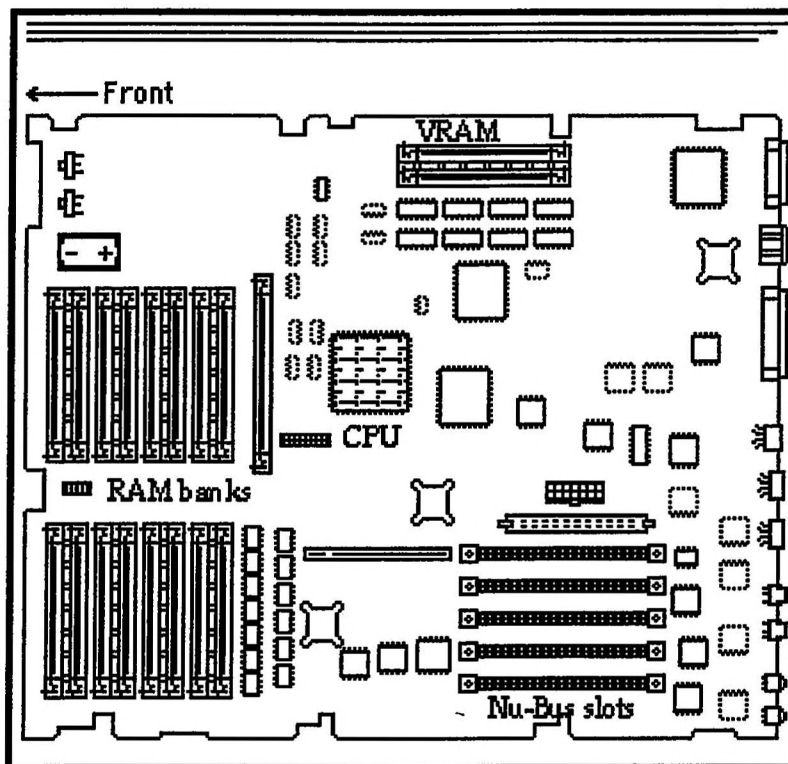 Front
VRAM
- +
CPU
RAM banks
Nu-Bus slots